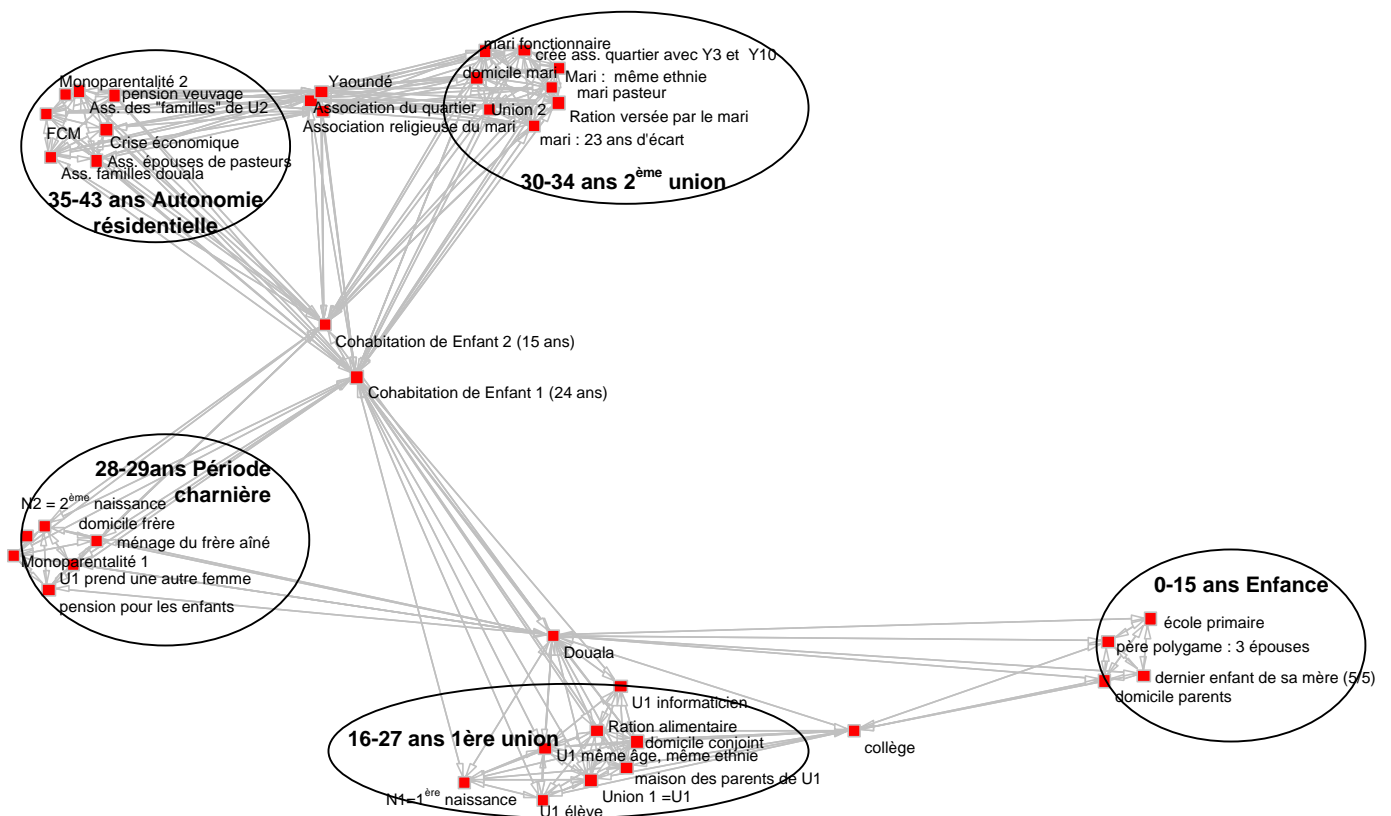 mari fonctionnaire
crée ass. quartier avec Y3 et  Y10
domicile mari
Mari :  même ethnie
mari pasteur
Union 2
Ration versée par le mari
mari : 23 ans d'écart
30-34 ans 2ème union
Monoparentalité 2
pension veuvage
Ass. des "familles" de U2
FCM
Crise économique
Ass. épouses de pasteurs
Ass. familles douala
35-43 ans Autonomie
résidentielle
Yaoundé
Association du quartier
Association religieuse du mari
Cohabitation de Enfant 2 (15 ans)
Cohabitation de Enfant 1 (24 ans)
28-29ans Période
charnière
N2 = 2ème naissance
domicile frère
ménage du frère aîné
Monoparentalité 1
U1 prend une autre femme
pension pour les enfants
0-15 ans Enfance
école primaire
père polygame : 3 épouses
dernier enfant de sa mère (5/5)
domicile parents
Douala
collège
U1 informaticien
16-27 ans 1ère union
Ration alimentaire
domicile conjoint
U1 même âge, même ethnie
maison des parents de U1
Union 1 =U1
N1=1ère naissance
U1 élève